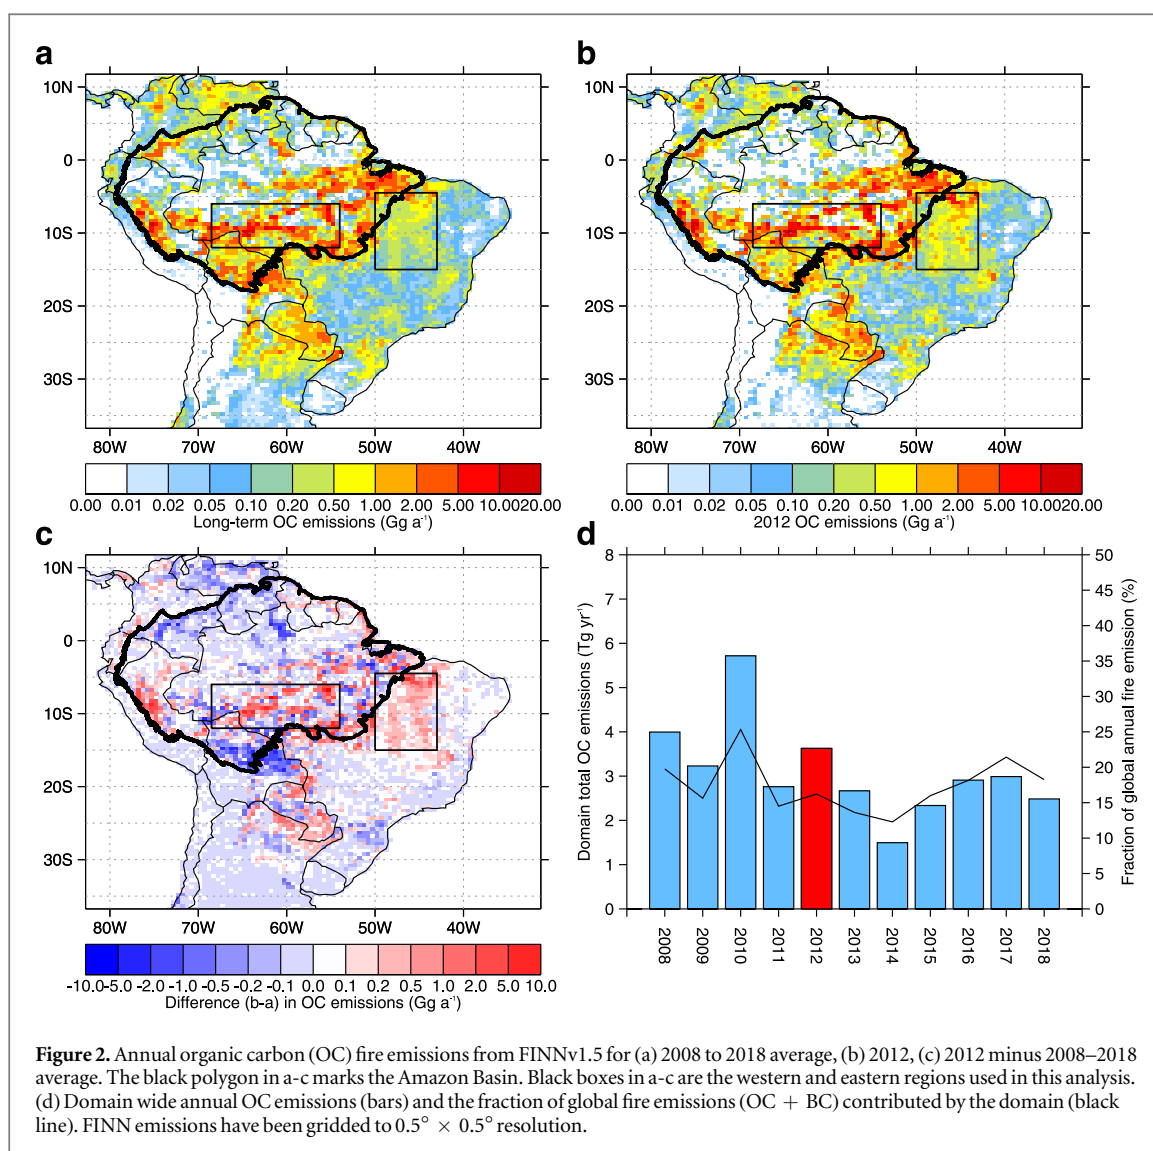 a
10N
0
10S
20S
30S
80W 70W 60W 50W 40W
0.00 0.01 0.02 0.05 0.10 0.20 0.50 1.00 2.00 5.00 10.00 20.00
Long-term OC emissions (Gg a⁻¹)
b
10N
0
10S
20S
30S
80W 70W 60W 50W 40W
0.00 0.01 0.02 0.05 0.10 0.20 0.50 1.00 2.00 5.00 10.00 20.00
2012 OC emissions (Gg a⁻¹)
c
10N
0
10S
20S
30S
80W 70W 60W 50W 40W
-10.0 -5.0 -2.0 -1.0 -0.5 -0.2 -0.1 0.0 0.1 0.2 0.5 1.0 2.0 5.0 10.0
Difference (b-a) in OC emissions (Gg a⁻¹)
d
Domain total OC emissions (Tg yr⁻¹)
8
7
6
5
4
3
2
1
0
50
45
40
35
30
25
20
15
10
5
0
Fraction of global annual fire emission (%)
2008 2009 2010 2011 2012 2013 2014 2015 2016 2017 2018
Figure 2. Annual organic carbon (OC) fire emissions from FINNv1.5 for (a) 2008 to 2018 average, (b) 2012, (c) 2012 minus 2008–2018
average. The black polygon in a-c marks the Amazon Basin. Black boxes in a-c are the western and eastern regions used in this analysis.
(d) Domain wide annual OC emissions (bars) and the fraction of global fire emissions (OC + BC) contributed by the domain (black
line). FINN emissions have been gridded to 0.5° × 0.5° resolution.